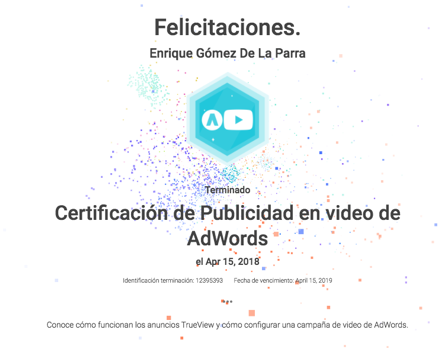 Felicitaciones.
Enrique Gómez De La Parra
Terminado
Certificación de Publicidad en video de
AdWords
el Apr 15, 2018
Identificación terminación: 12395393 Fecha de vencimiento: April 15, 2019
Conoce cómo funcionan los anuncios TrueView y cómo configurar una campaña de video de AdWords.